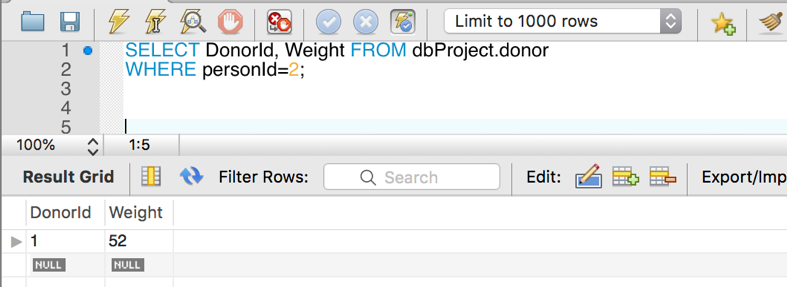 Limit to 1000 rows
1 SELECT DonorId, Weight FROM dbProject.donor
2 WHERE personId=2;
3
4
5
100% 1:5
Result Grid Filter Rows: Search Edit: Export/Imp
DonorId Weight
1 52
NULL NULL